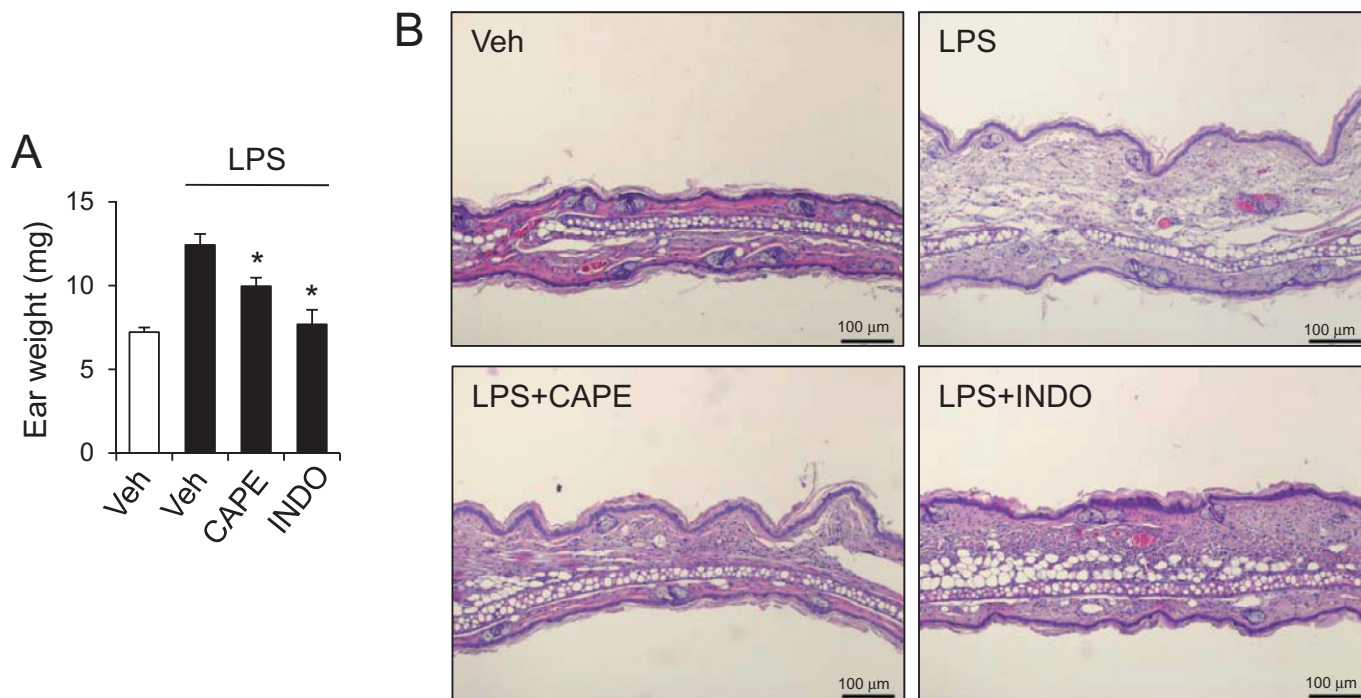 A
LPS
Ear weight (mg)
15
10
5
0
*
*
Veh
Veh
CAPE
INDO
B
Veh
100 μm
LPS
100 μm
LPS+CAPE
100 μm
LPS+INDO
100 μm